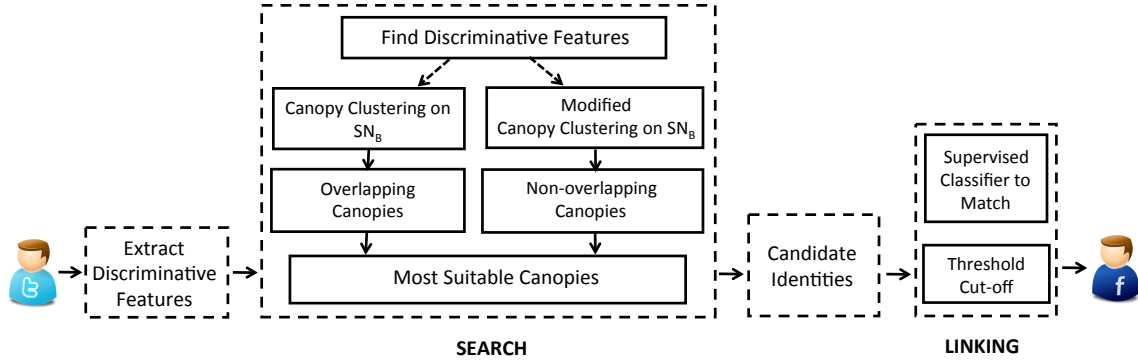 Find Discriminative Features
Canopy Clustering on
SN_B
Modified
Canopy Clustering on SN_B
Overlapping
Canopies
Non-overlapping
Canopies
Most Suitable Canopies
t
Extract
Discriminative
Features
Candidate
Identities
Supervised
Classifier to
Match
Threshold
Cut-off
f
SEARCH
LINKING